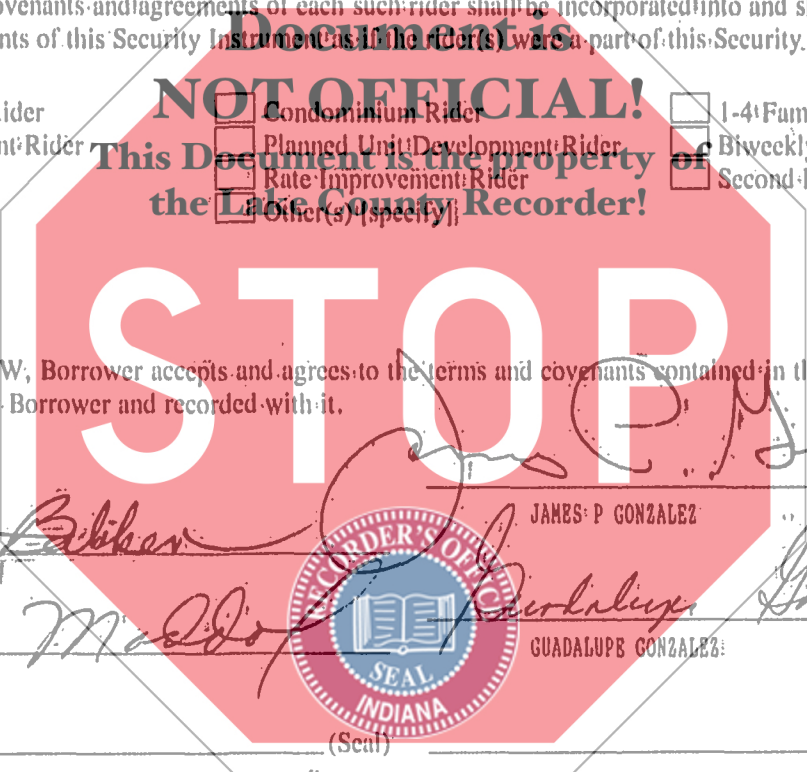 ovenants and agreements of each such rider shall be incorporated into and s
nts of this Security Instrument as if the rider(s) were a part of this Security
Document is
NOT OFFICIAL!
This Document is the property of
the Lake County Recorder!
ider
Condominium Rider
1-4 Fam
nt Rider
Planned Unit Development Rider
Biweekly
Rate Improvement Rider
Second
Other(s) [specify]
STOP
W, Borrower accepts and agrees to the terms and covenants contained in th
Borrower and recorded with it.
James P. G
JAMES P GONZALEZ
Maddox
Guadalupe
GUADALUPE GONZALEZ
RECORDER'S OFFICE
SEAL
INDIANA
(Seal)